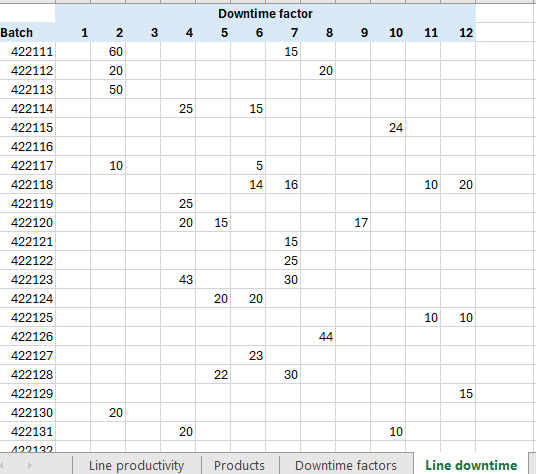 Downtime factor
Batch 1 2 3 4 5 6 7 8 9 10 11 12
422111 60 15
422112 20 20
422113 50
422114 25 15
422115 24
422116
422117 10 5
422118 14 16 10 20
422119 25
422120 20 15 17
422121 15
422122 25
422123 43 30
422124 20 20
422125 10 10
422126 44
422127 23
422128 22 30
422129 15
422130 20
422131 20 10
422132
Line productivity Products Downtime factors Line downtime